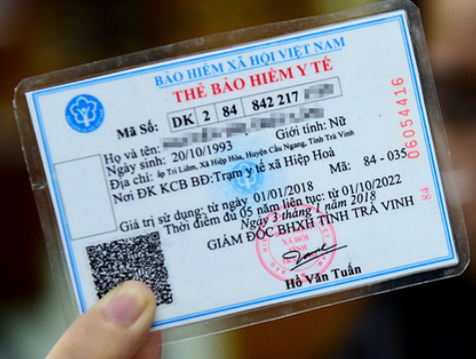 BẢO HIỂM XÃ HỘI VIỆT NAM
THẺ BẢO HIỂM Y TẾ
Mã Số: DK 2 84 842 217
Họ và tên:
Ngày sinh: 20/10/1993 Giới tính: Nữ
Địa chỉ: ấp Trì Liêm, Xã Hiệp Hòa, Huyện Cầu Ngang, Tỉnh Trà Vinh
Nơi ĐK KCB BĐ: Trạm y tế xã Hiệp Hoà Mã: 84 - 035
Giá trị sử dụng: từ ngày 01/01/2018
Thời điểm đủ 05 năm liên tục: từ 01/10/2022
Ngày 3 tháng 1 năm 2018
GIÁM ĐỐC BHXH TỈNH TRÀ VINH
XÃ HỘI
Hồ Văn Tuấn
84 06054416